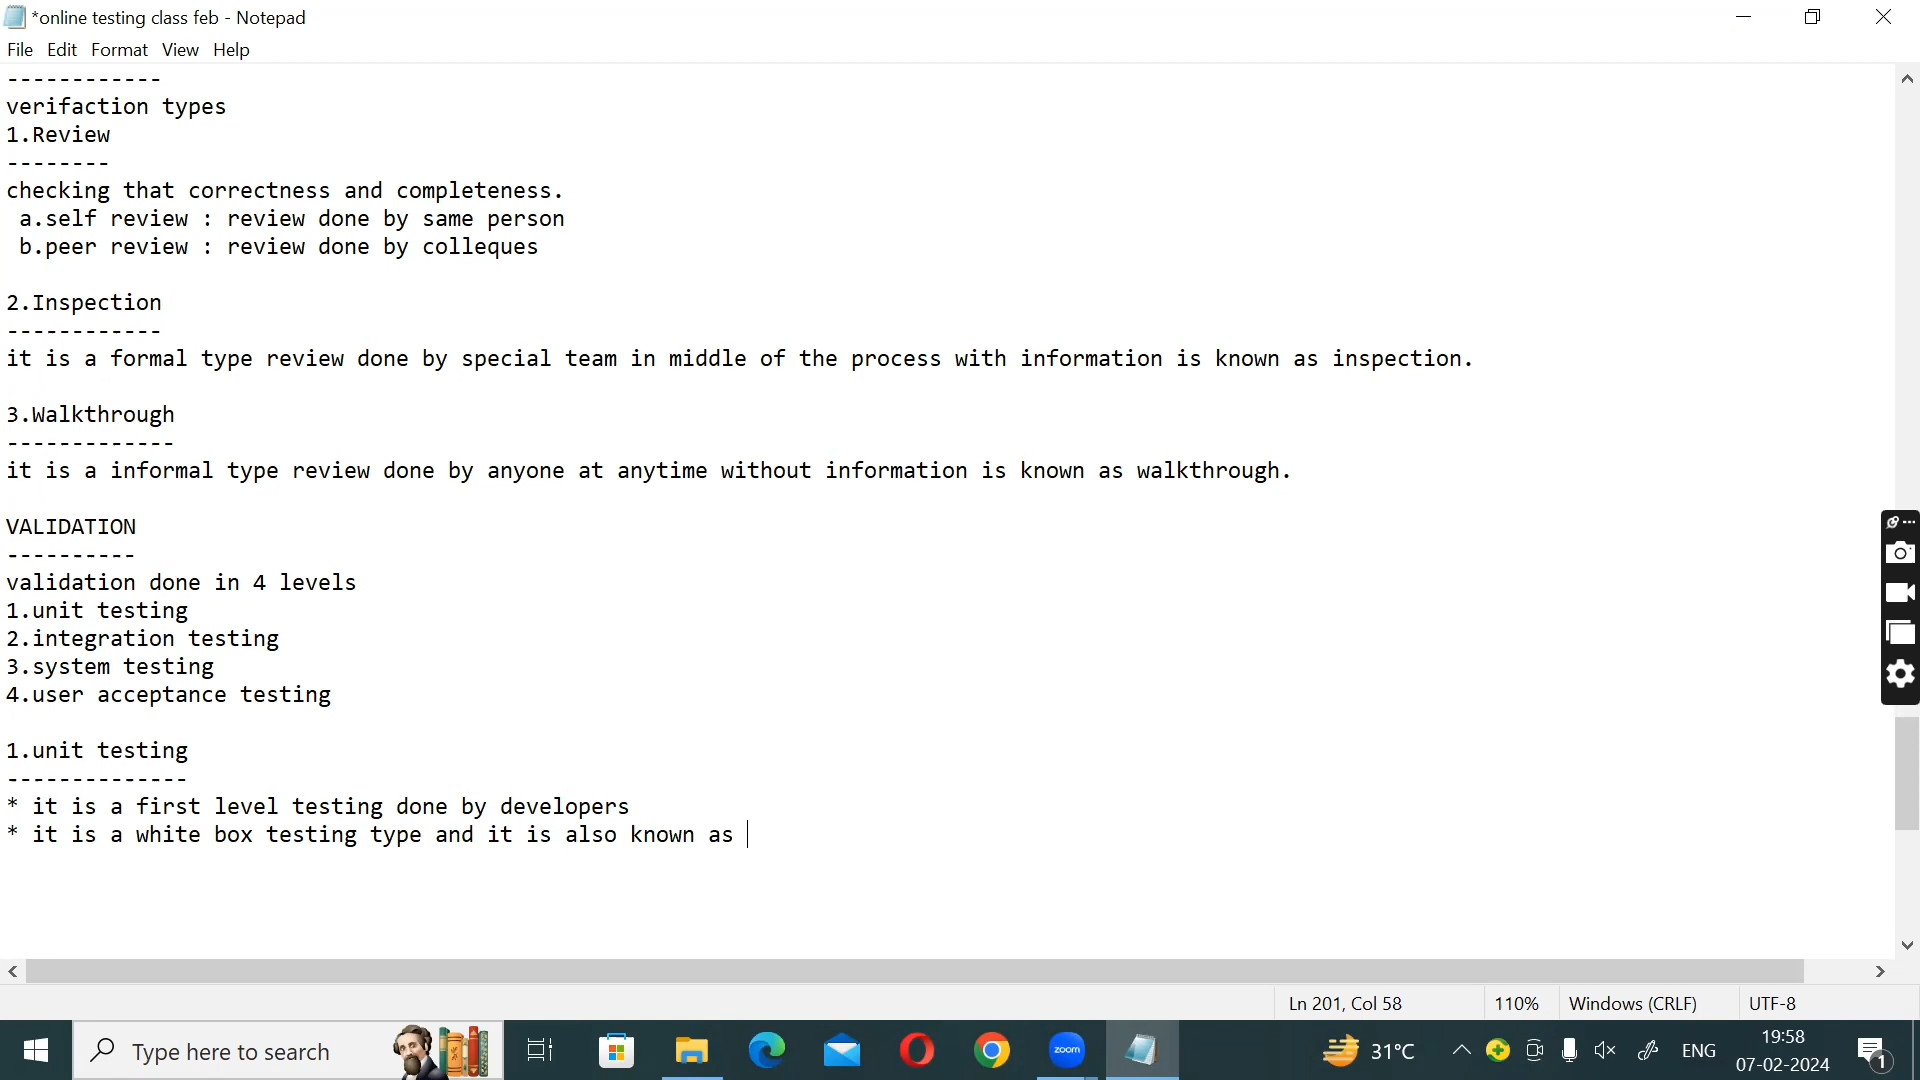 *online testing class feb - Notepad
File Edit Format View Help
------------
verifaction types
1.Review
--------
checking that correctness and completeness.
a.self review : review done by same person
b.peer review : review done by colleques
2.Inspection
------------
it is a formal type review done by special team in middle of the process with information is known as inspection.
3.Walkthrough
-------------
it is a informal type review done by anyone at anytime without information is known as walkthrough.
VALIDATION
----------
validation done in 4 levels
1.unit testing
2.integration testing
3.system testing
4.user acceptance testing
1.unit testing
--------------
* it is a first level testing done by developers
* it is a white box testing type and it is also known as
Ln 201, Col 58 110% Windows (CRLF) UTF-8
Type here to search zoom 31°C ENG 19:58
07-02-2024 1